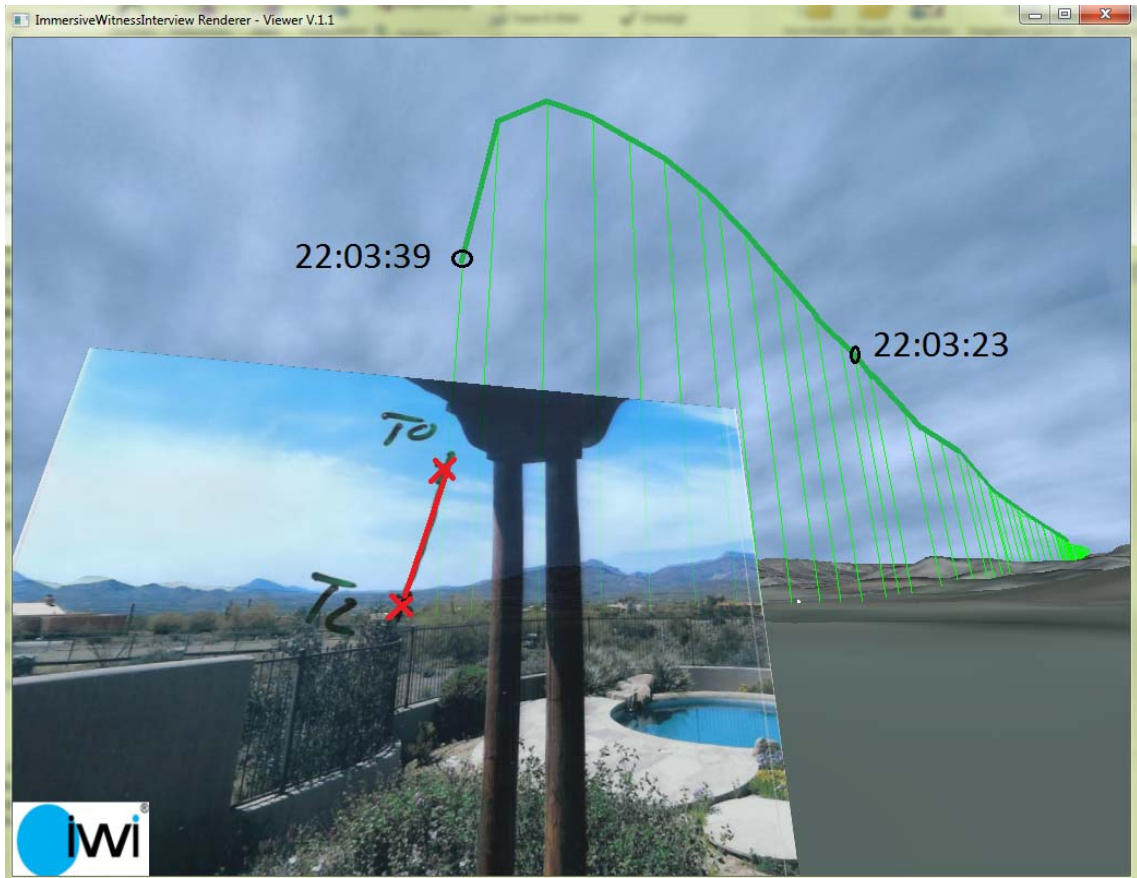 ImmersiveWitnessInterview Renderer - Viewer V.1.1
22:03:39
22:03:23
TO
T2
iwi®